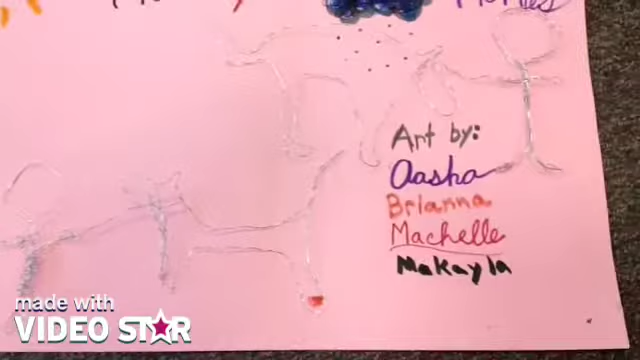 Art by:
Aasha
Brianna
Machelle
Makayla
made with
VIDEO STAR